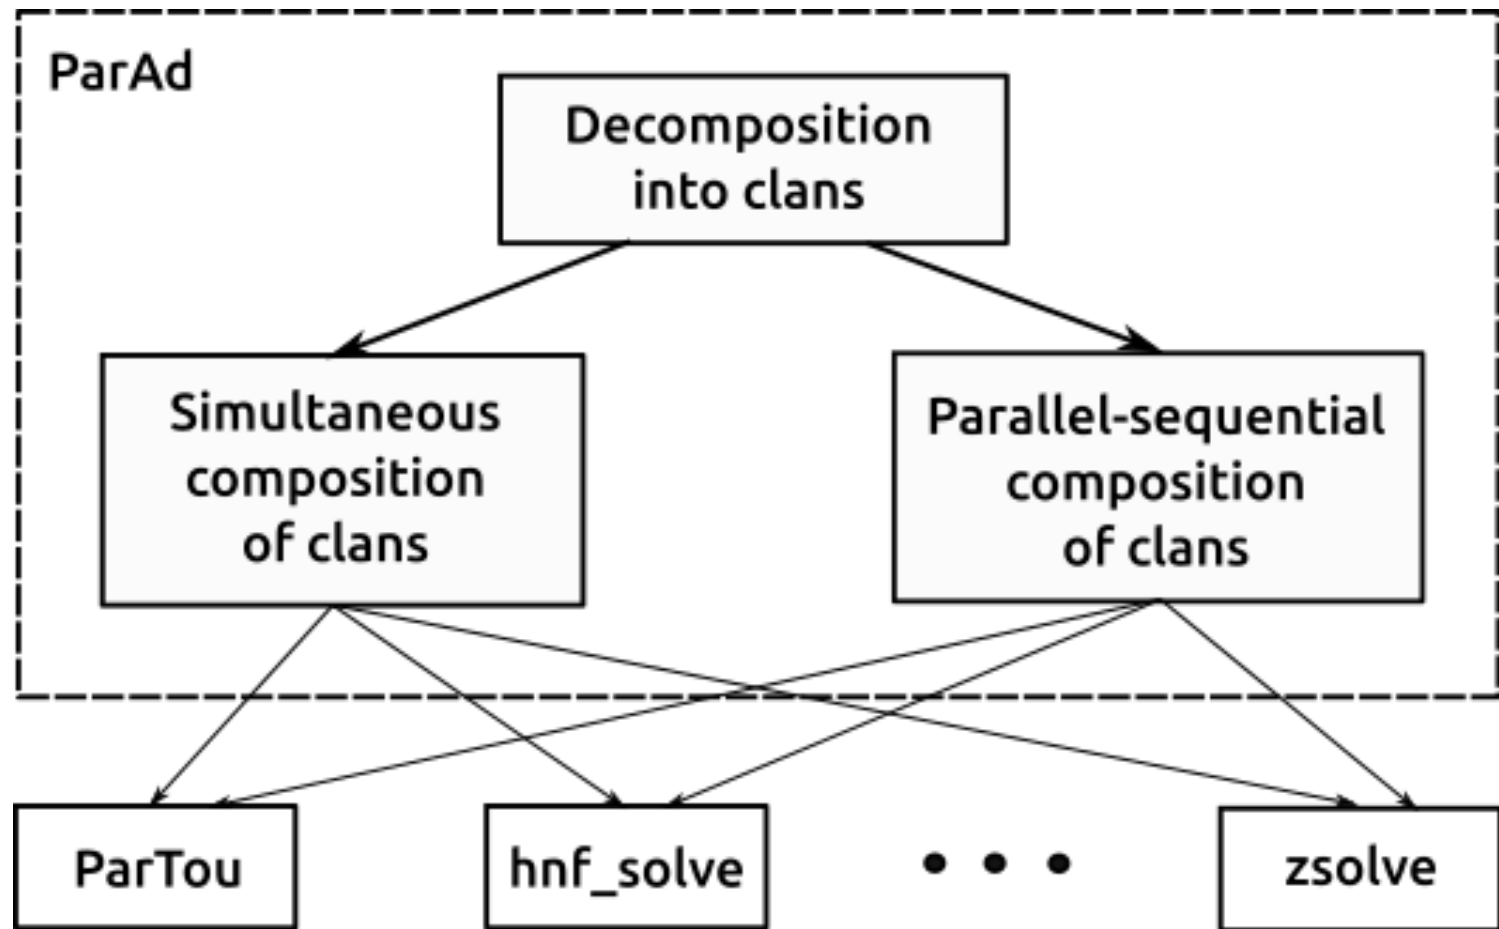 ParAd
Decomposition
into clans
Simultaneous
composition
of clans
Parallel-sequential
composition
of clans
ParTou
hnf_solve
• • •
zsolve